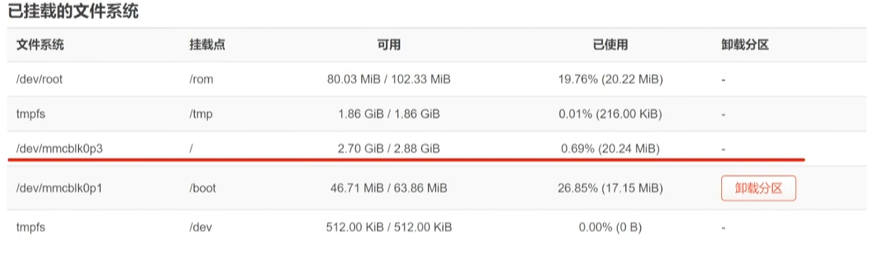 已挂载的文件系统
文件系统 挂载点 可用 已使用 卸载分区
/dev/root /rom 80.03 MiB / 102.33 MiB 19.76% (20.22 MiB) -
tmpfs /tmp 1.86 GiB / 1.86 GiB 0.01% (216.00 KiB) -
/dev/mmcblk0p3 / 2.70 GiB / 2.88 GiB 0.69% (20.24 MiB) -
/dev/mmcblk0p1 /boot 46.71 MiB / 63.86 MiB 26.85% (17.15 MiB) 卸载分区
tmpfs /dev 512.00 KiB / 512.00 KiB 0.00% (0 B) -